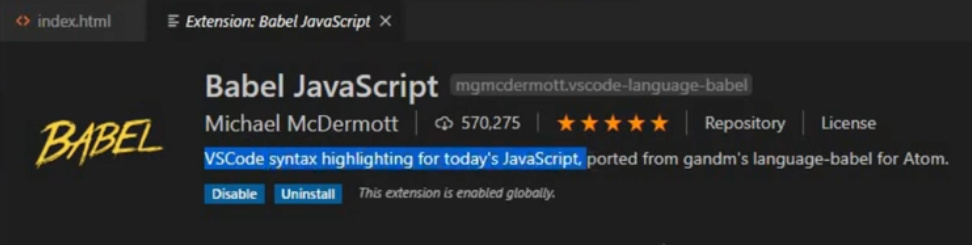 index.html Extension: Babel JavaScript
BABEL
Babel JavaScript mgmcdermott.vscode-language-babel
Michael McDermott 570,275 Repository License
VSCode syntax highlighting for today's JavaScript, ported from gandm's language-babel for Atom.
Disable Uninstall This extension is enabled globally.